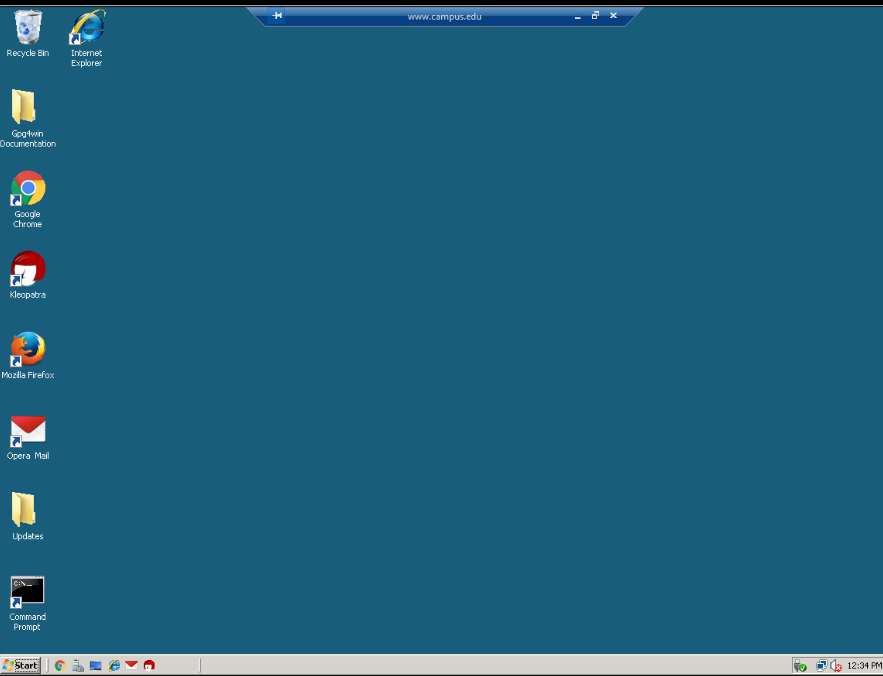 www.campus.edu
Recycle Bin
Internet
Explorer
Gpg4win
Documentation
Google
Chrome
Kleopatra
Mozilla Firefox
Opera Mail
Updates
C:\_
Command
Prompt
Start
12:34 PM